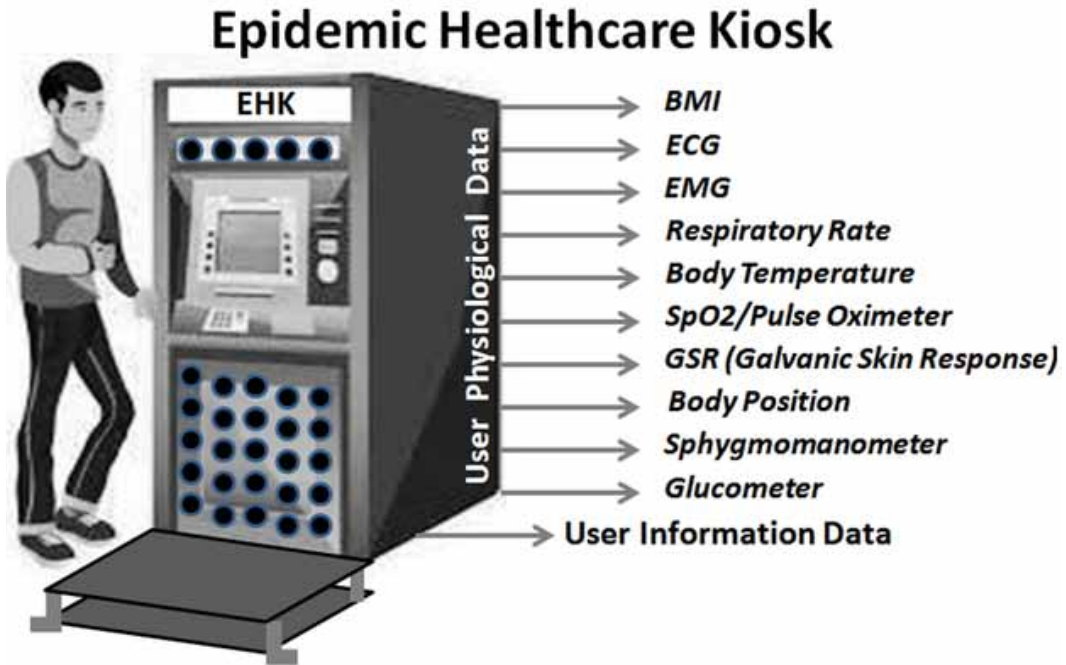 Epidemic Healthcare Kiosk
EHK
User Physiological Data
BMI
ECG
EMG
Respiratory Rate
Body Temperature
SpO2/Pulse Oximeter
GSR (Galvanic Skin Response)
Body Position
Sphygmomanometer
Glucometer
User Information Data